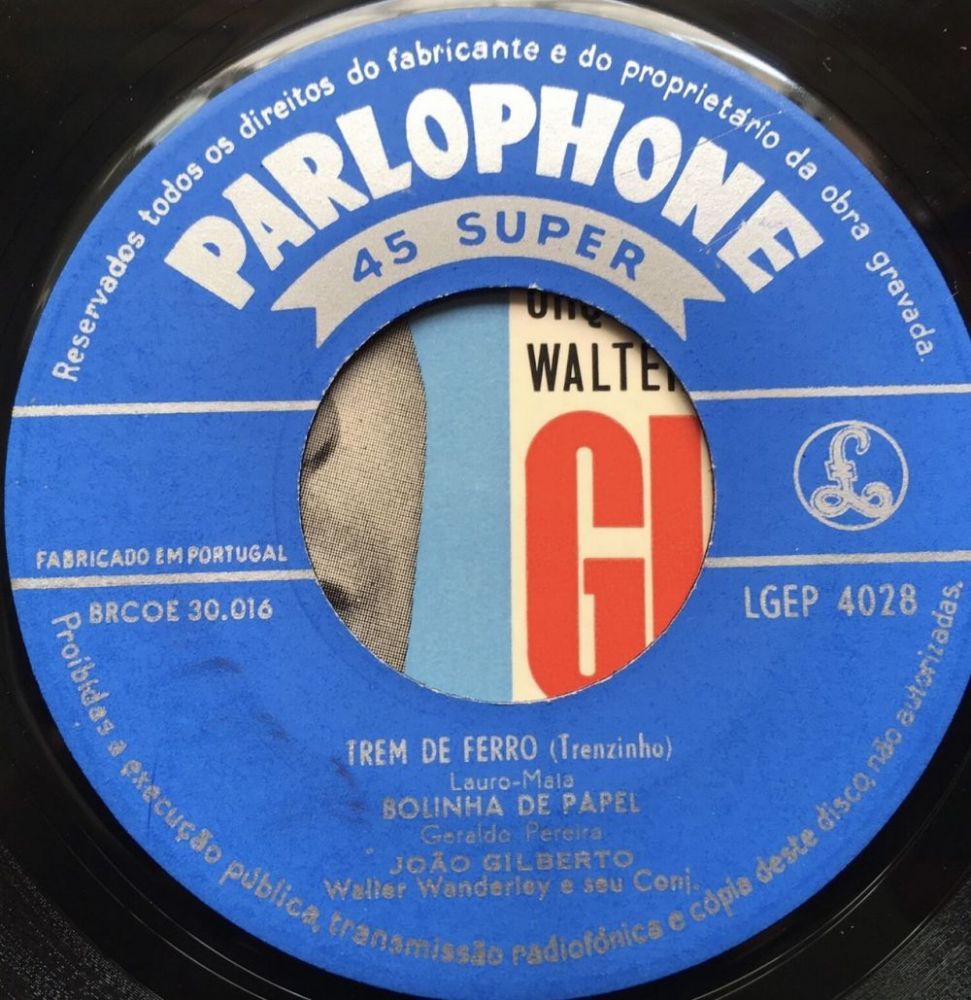 Reservados todos os direitos do fabricante e do proprietário da obra gravada.
PARLOPHONE
45 SUPER
WALTE
G
£
FABRICADO EM PORTUGAL
BRCOE 30.016
LGEP 4028
TREM DE FERRO (Trenzinho)
Lauro-Maia
BOLINHA DE PAPEL
Geraldo Pereira
JOÃO GILBERTO
Walter Wanderley e seu Conj.
Proibidas a execução pública, transmissão radiofónica e cópia deste disco, não autorizadas.